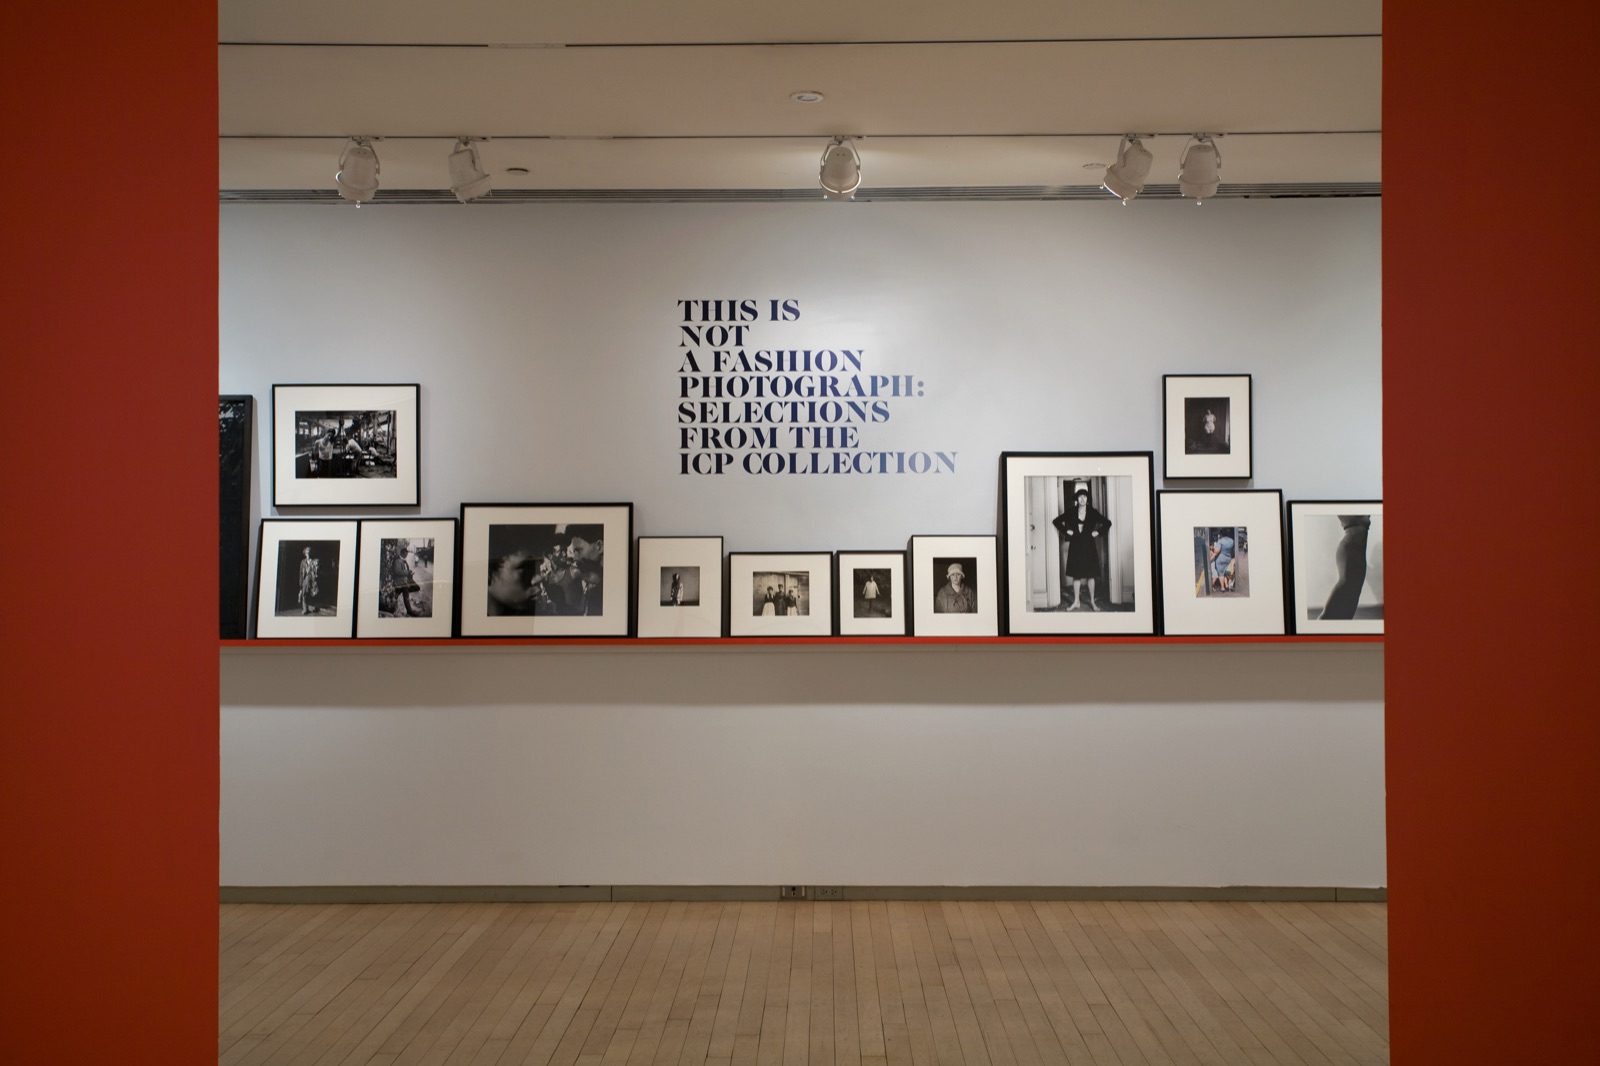 THIS IS
NOT
A FASHION
PHOTOGRAPH:
SELECTIONS
FROM THE
ICP COLLECTION